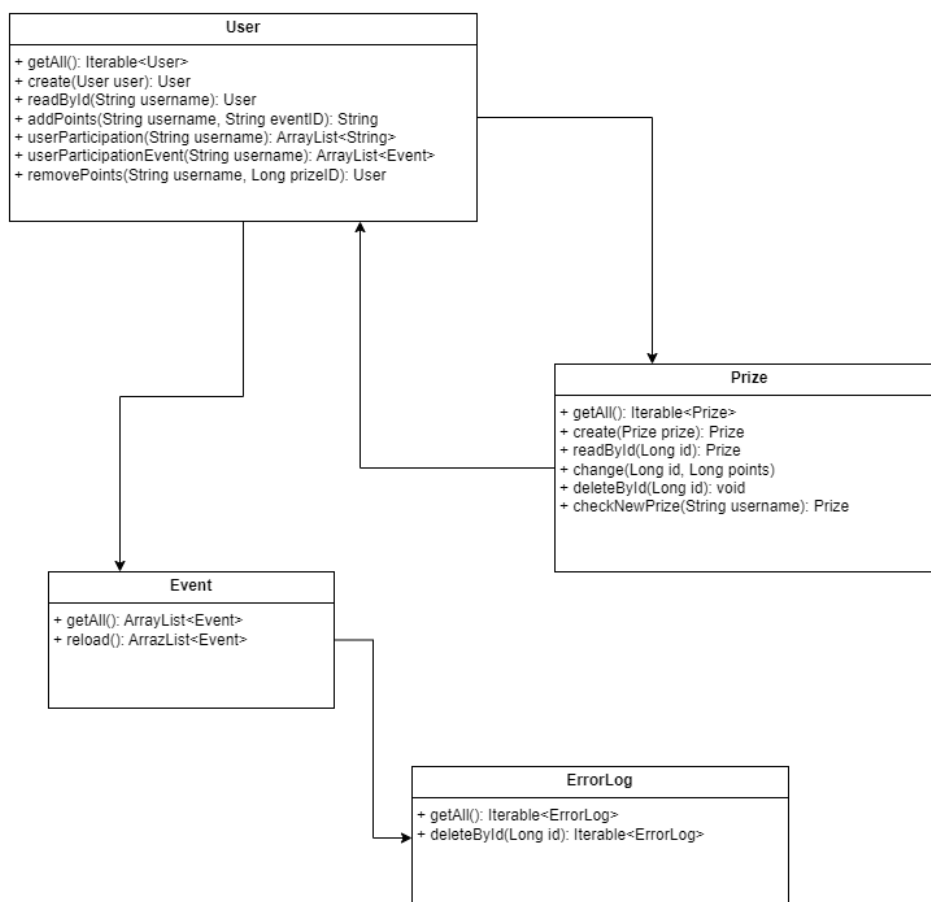 User
+ getAll(): Iterable<User>
+ create(User user): User
+ readById(String username): User
+ addPoints(String username, String eventID): String
+ userParticipation(String username): ArrayList<String>
+ userParticipationEvent(String username): ArrayList<Event>
+ removePoints(String username, Long prizeID): User
Prize
+ getAll(): Iterable<Prize>
+ create(Prize prize): Prize
+ readById(Long id): Prize
+ change(Long id, Long points)
+ deleteById(Long id): void
+ checkNewPrize(String username): Prize
Event
+ getAll(): ArrayList<Event>
+ reload(): ArrazList<Event>
ErrorLog
+ getAll(): Iterable<ErrorLog>
+ deleteById(Long id): Iterable<ErrorLog>